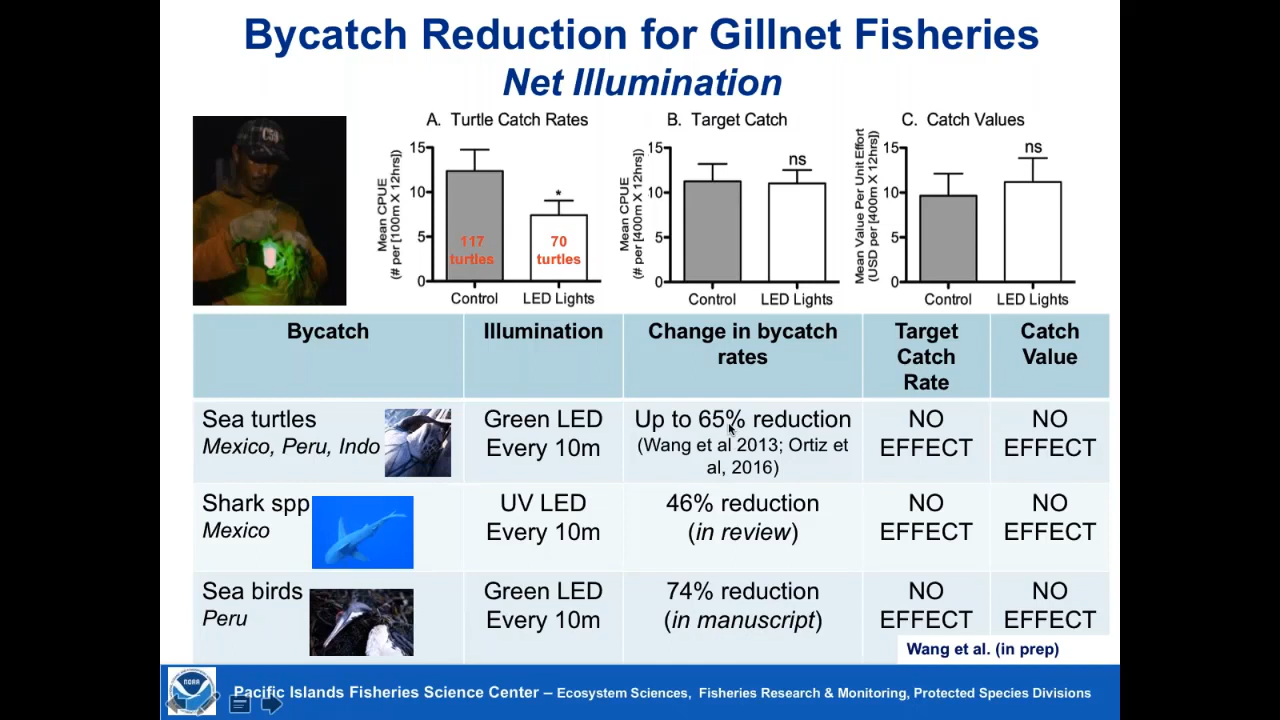 Bycatch Reduction for Gillnet Fisheries
Net Illumination
A. Turtle Catch Rates
Mean CPUE
(# per [100m X 12hrs])
15
10
5
0
*
117
turtles
70
turtles
Control
LED Lights
B. Target Catch
Mean CPUE
(# per [400m X 12hrs])
15
10
5
0
ns
Control
LED Lights
C. Catch Values
Mean Value Per Unit Effort
(USD per [400m X 12hrs])
15
10
5
0
ns
Control
LED Lights
Bycatch
Illumination
Change in bycatch
rates
Target
Catch
Rate
Catch
Value
Sea turtles
Mexico, Peru, Indo
Green LED
Every 10m
Up to 65% reduction
(Wang et al 2013; Ortiz et
al, 2016)
NO
EFFECT
NO
EFFECT
Shark spp
Mexico
UV LED
Every 10m
46% reduction
(in review)
NO
EFFECT
NO
EFFECT
Sea birds
Peru
Green LED
Every 10m
74% reduction
(in manuscript)
NO
EFFECT
NO
EFFECT
Wang et al. (in prep)
NOAA
Pacific Islands Fisheries Science Center – Ecosystem Sciences, Fisheries Research & Monitoring, Protected Species Divisions